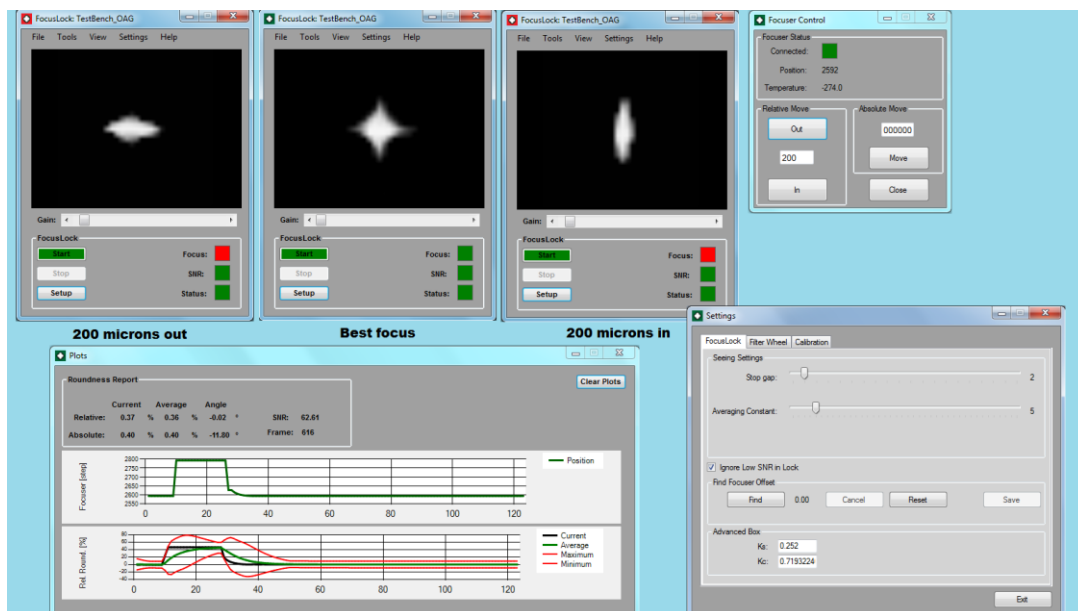 FocusLock: TestBench_OAG
File Tools View Settings Help
Gain:
FocusLock
Start
Focus:
Stop
SNR:
Setup
Status:
200 microns out
FocusLock: TestBench_OAG
File Tools View Settings Help
Gain:
FocusLock
Start
Focus:
Stop
SNR:
Setup
Status:
Best focus
FocusLock: TestBench_OAG
File Tools View Settings Help
Gain:
FocusLock
Start
Focus:
Stop
SNR:
Setup
Status:
200 microns in
Focuser Control
Focuser Status
Connected:
Position: 2592
Temperature: -274.0
Relative Move
Out
200
In
Absolute Move
000000
Move
Close
Plots
Roundness Report
Clear Plots
Current Average Angle
Relative: 0.37 % 0.36 % -0.02 ° SNR: 62.61
Absolute: 0.40 % 0.40 % -11.80 ° Frame: 616
Focuser [step]
2800
2750
2700
2650
2600
2550
0 20 40 60 80 100 120
Position
Rel. Round. [%]
80
60
40
20
0
-20
-40
0 20 40 60 80 100 120
Current
Average
Maximum
Minimum
Settings
FocusLock Filter Wheel Calibration
Seeing Settings
Stop gap: 2
Averaging Constant: 5
Ignore Low SNR in Lock
Find Focuser Offset
Find 0.00 Cancel Reset Save
Advanced Box
Ka: 0.252
Kc: 0.7193224
Exit